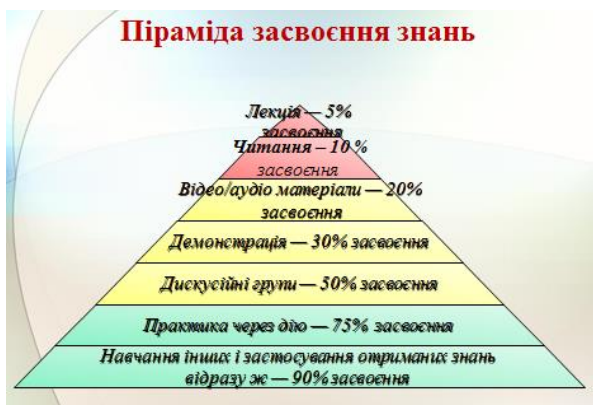 Піраміда засвоєння знань
Лекція — 5%
засвоєння
Читання – 10 %
засвоєння
Відео/аудіо матеріали — 20%
засвоєння
Демонстрація — 30% засвоєння
Дискусійні групи — 50% засвоєння
Практика через дію — 75% засвоєння
Навчання інших і застосування отриманих знань
відразу ж — 90% засвоєння